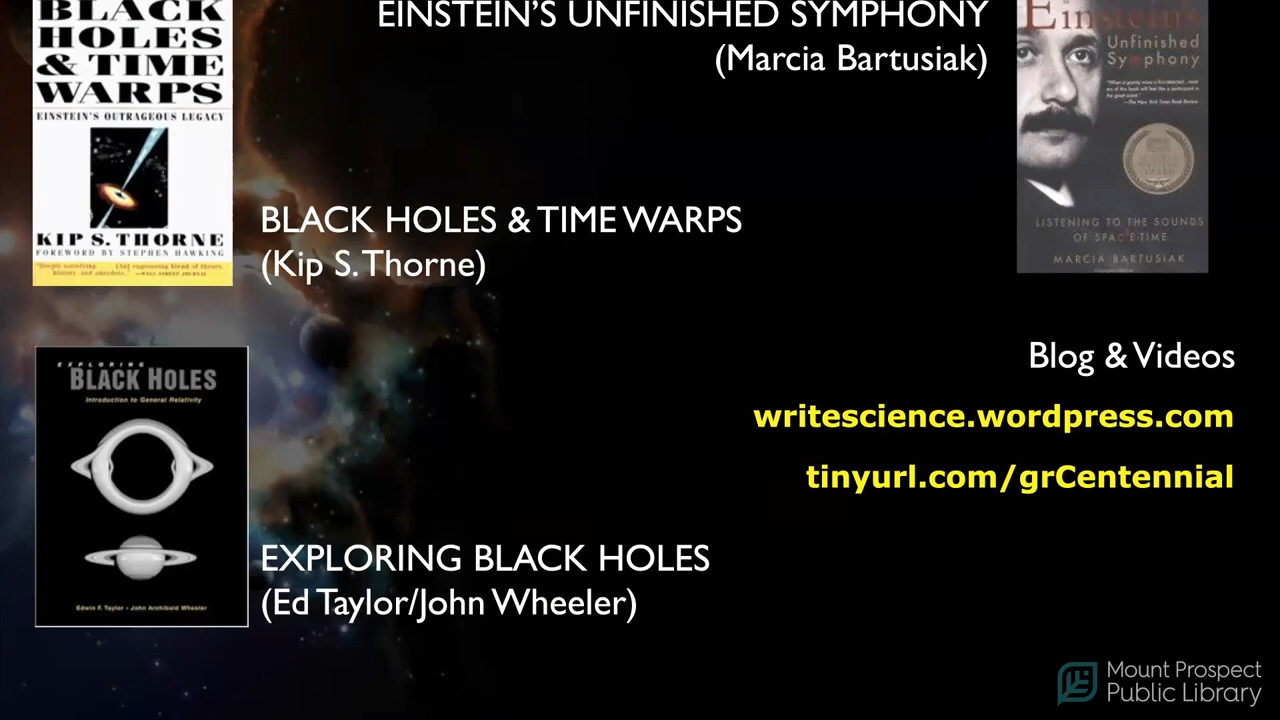 BLACK
HOLES
& TIME
WARPS
EINSTEIN'S OUTRAGEOUS LEGACY
KIP S. THORNE
FOREWORD BY STEPHEN HAWKING
EINSTEIN'S UNFINISHED SYMPHONY
(Marcia Bartusiak)
Einstein's
Unfinished
Symphony
LISTENING TO THE SOUNDS
OF SPACE-TIME
MARCIA BARTUSIAK
BLACK HOLES & TIME WARPS
(Kip S. Thorne)
Blog & Videos
writescience.wordpress.com
tinyurl.com/grCentennial
EXPLORING
BLACK HOLES
Introduction to General Relativity
Edwin F. Taylor • John Archibald Wheeler
EXPLORING BLACK HOLES
(Ed Taylor/John Wheeler)
Mount Prospect
Public Library